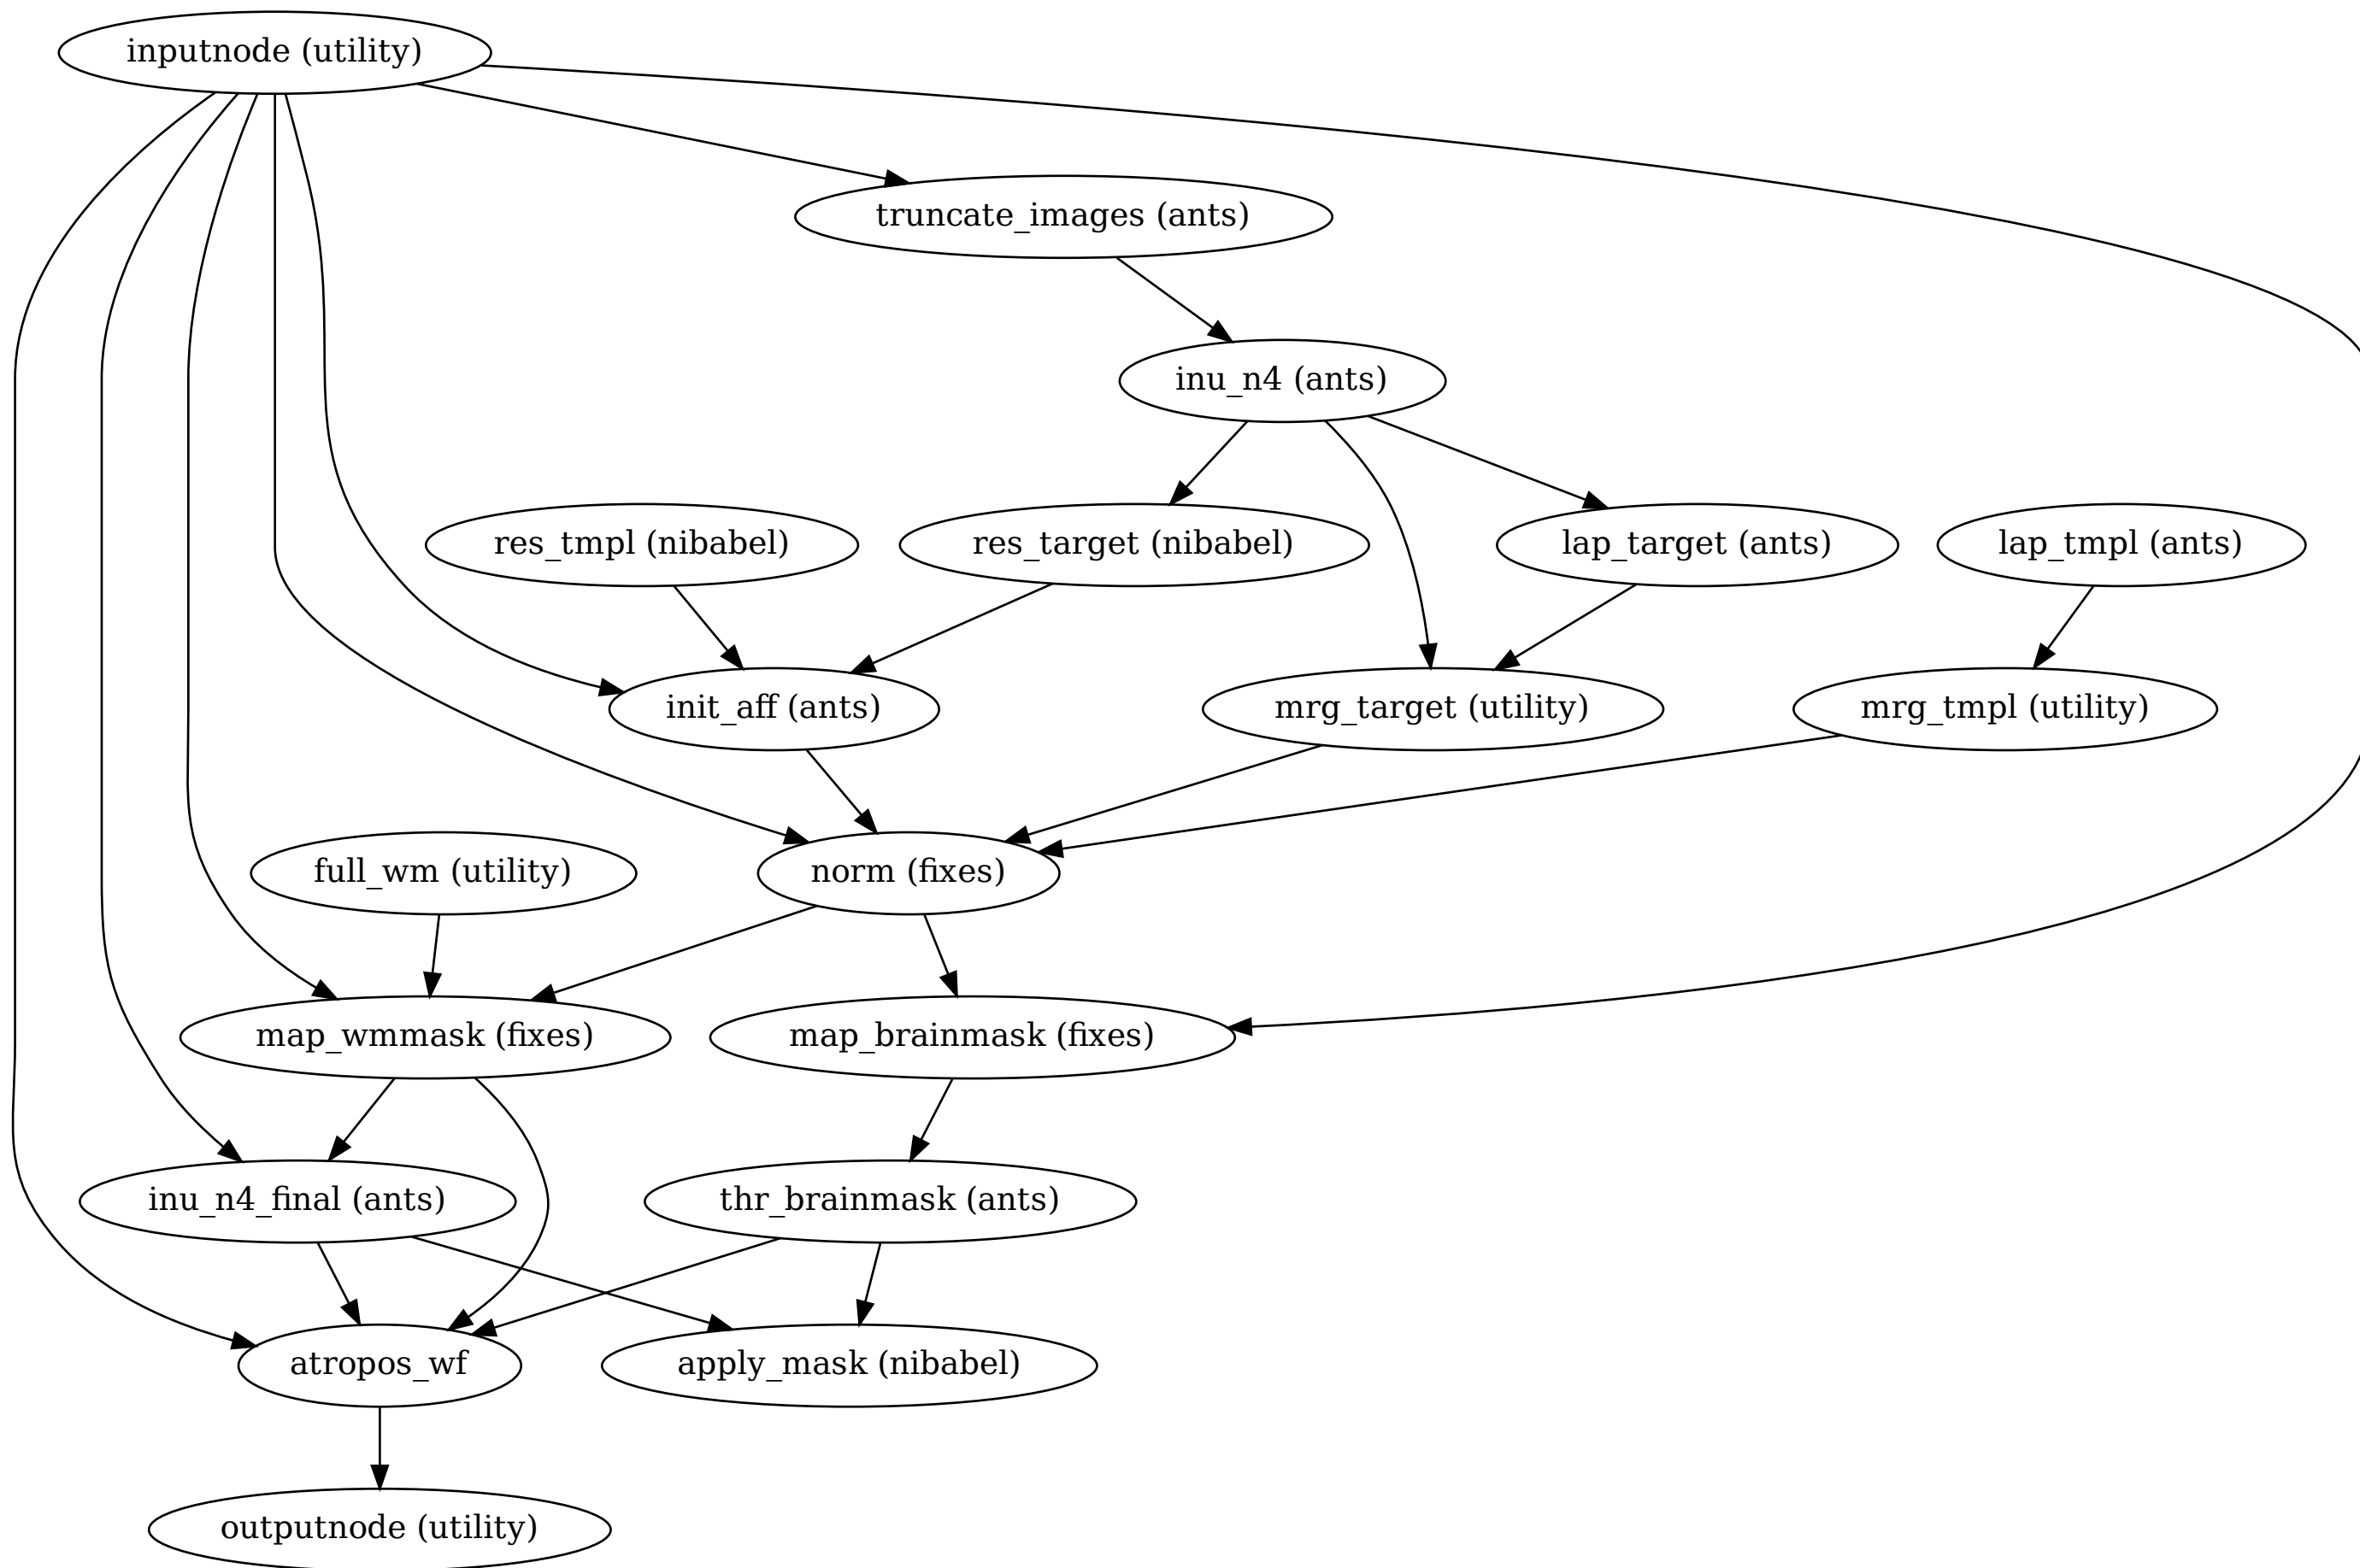 inputnode (utility)
truncate_images (ants)
inu_n4 (ants)
res_tmpl (nibabel)
res_target (nibabel)
lap_target (ants)
lap_tmpl (ants)
init_aff (ants)
mrg_target (utility)
mrg_tmpl (utility)
full_wm (utility)
norm (fixes)
map_wmmask (fixes)
map_brainmask (fixes)
inu_n4_final (ants)
thr_brainmask (ants)
atropos_wf
apply_mask (nibabel)
outputnode (utility)